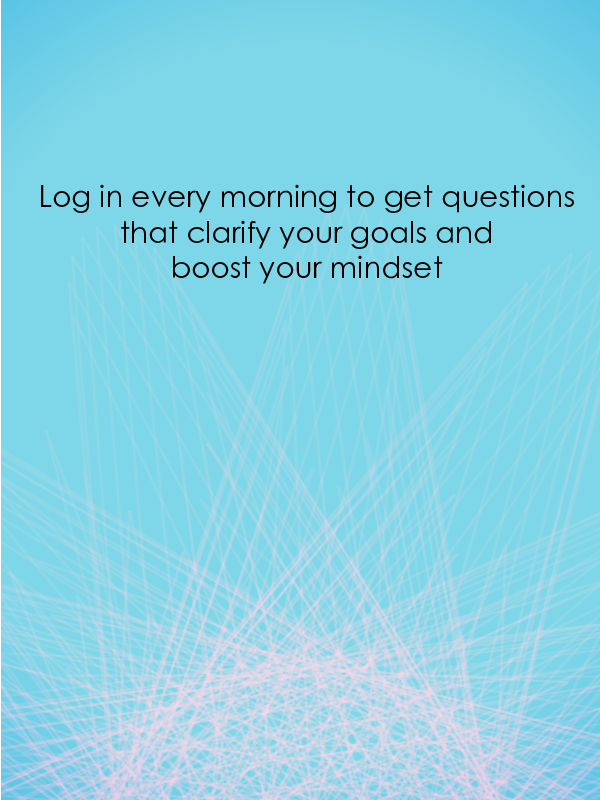 Log in every morning to get questions
that clarify your goals and
boost your mindset